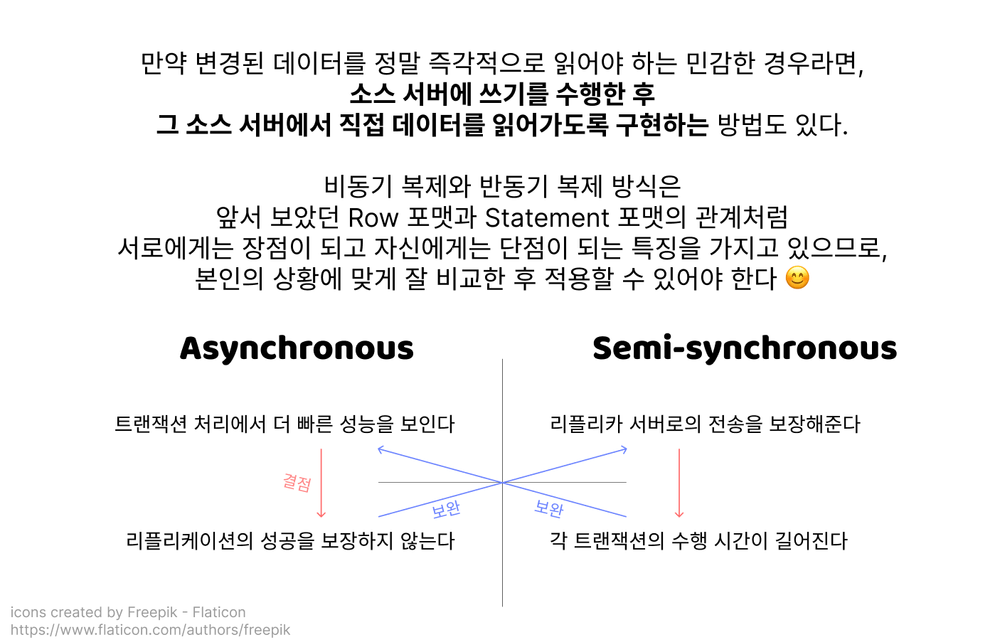 만약 변경된 데이터를 정말 즉각적으로 읽어야 하는 민감한 경우라면,
소스 서버에 쓰기를 수행한 후
그 소스 서버에서 직접 데이터를 읽어가도록 구현하는 방법도 있다.
비동기 복제와 반동기 복제 방식은
앞서 보았던 Row 포맷과 Statement 포맷의 관계처럼
서로에게는 장점이 되고 자신에게는 단점이 되는 특징을 가지고 있으므로,
본인의 상황에 맞게 잘 비교한 후 적용할 수 있어야 한다 😊
Asynchronous
트랜잭션 처리에서 더 빠른 성능을 보인다
결점
보완
리플리케이션의 성공을 보장하지 않는다
Semi-synchronous
리플리카 서버로의 전송을 보장해준다
보완
각 트랜잭션의 수행 시간이 길어진다
icons created by Freepik - Flaticon
https://www.flaticon.com/authors/freepik